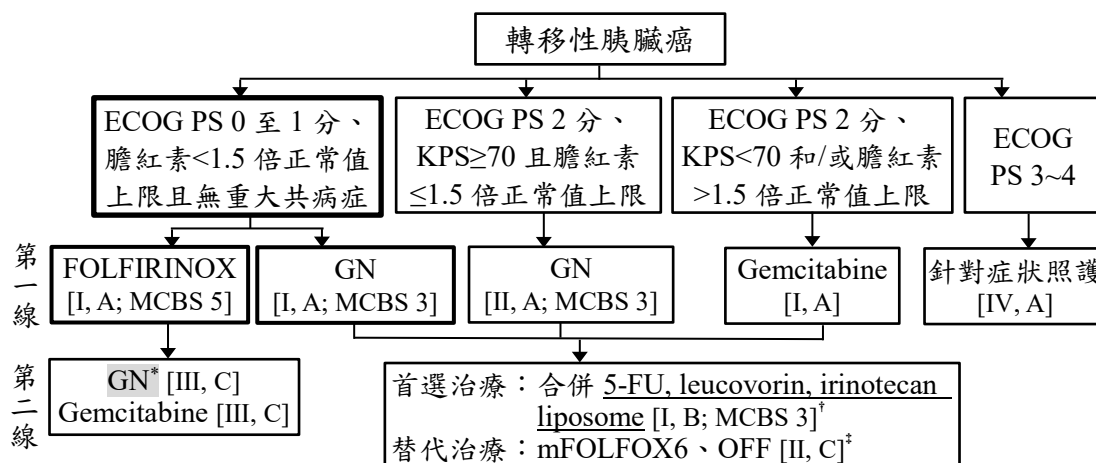 轉移性胰臟癌
ECOG PS 0 至 1 分、
膽紅素<1.5 倍正常值
上限且無重大共病症
ECOG PS 2 分、
KPS≥70 且膽紅素
≤1.5 倍正常值上限
ECOG PS 2 分、
KPS<70 和/或膽紅素
>1.5 倍正常值上限
ECOG
PS 3~4
第一線
FOLFIRINOX
[I, A; MCBS 5]
GN
[I, A; MCBS 3]
GN
[II, A; MCBS 3]
Gemcitabine
[I, A]
針對症狀照護
[IV, A]
第二線
GN* [III, C]
Gemcitabine [III, C]
首選治療：合併 5-FU, leucovorin, irinotecan
liposome [I, B; MCBS 3]†
替代治療：mFOLFOX6、OFF [II, C]‡